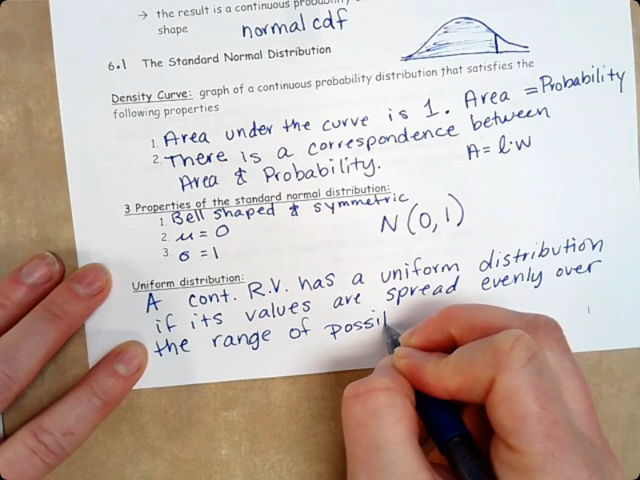 → the result is a continuous
shape normal cdf
6.1 The Standard Normal Distribution
Density Curve: graph of a continuous probability distribution that satisfies the
following properties
1. Area under the curve is 1. Area = Probability
2. There is a correspondence between
Area & Probability. A = l·w
3 Properties of the standard normal distribution:
1. Bell shaped & symmetric
2. μ = 0 N(0,1)
3. σ = 1
Uniform distribution:
A cont. R.V. has a uniform distribution
if its values are spread evenly over
the range of possi
1